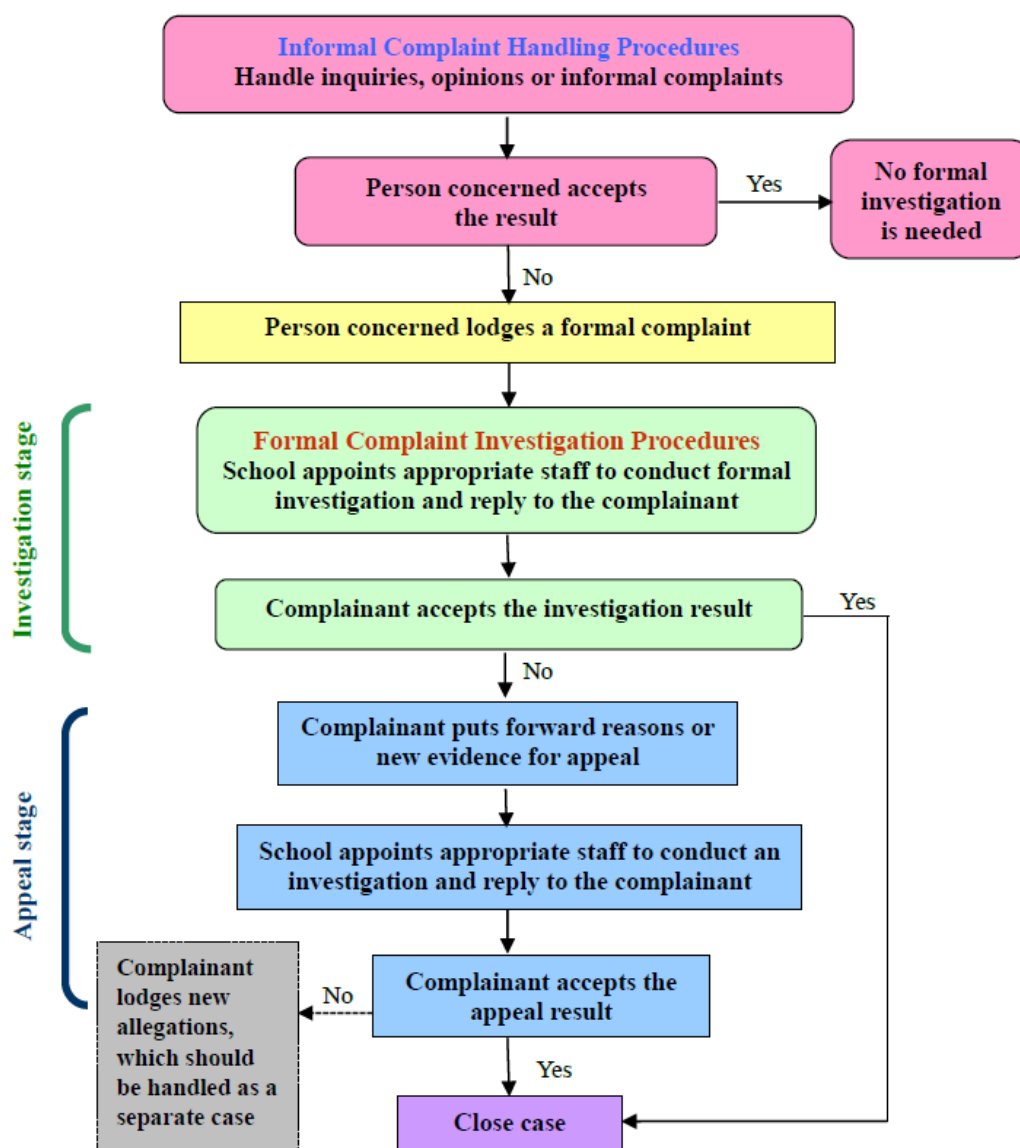 Informal Complaint Handling Procedures
Handle inquiries, opinions or informal complaints
Person concerned accepts
the result
Yes
No formal
investigation
is needed
No
Person concerned lodges a formal complaint
Investigation stage
Formal Complaint Investigation Procedures
School appoints appropriate staff to conduct formal
investigation and reply to the complainant
Complainant accepts the investigation result
Yes
No
Appeal stage
Complainant puts forward reasons or
new evidence for appeal
School appoints appropriate staff to conduct an
investigation and reply to the complainant
Complainant accepts the
appeal result
No
Complainant
lodges new
allegations,
which should
be handled as a
separate case
Yes
Close case